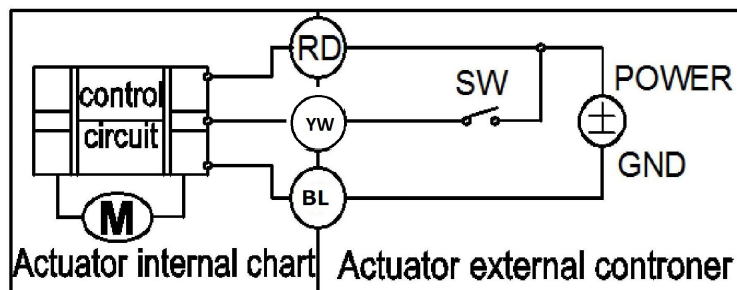 RD
POWER
control
SW
YW
circuit
GND
BL
M
Actuator internal chart
Actuator external controner